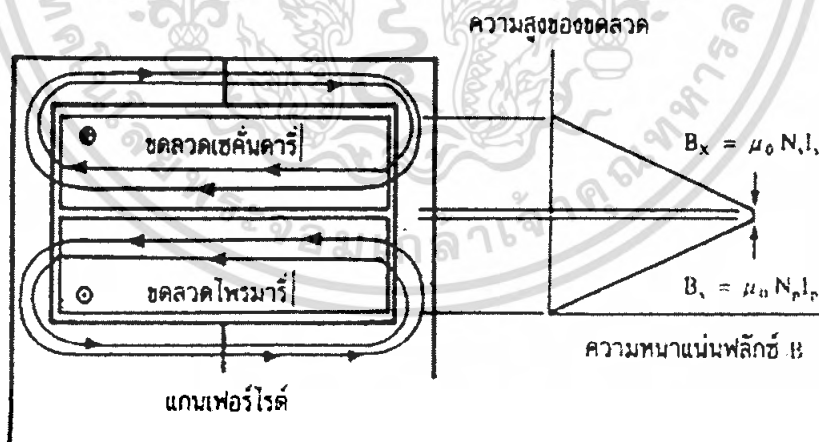 ความสูงของขดลวด
ขดลวดเซคั่นดารี่
Bx = μ0 NsIs
ขดลวดไพรมารี่
Bx = μ0 NpIp
ความหนาแน่นฟลักซ์ B
แกนเฟอร์ไรต์